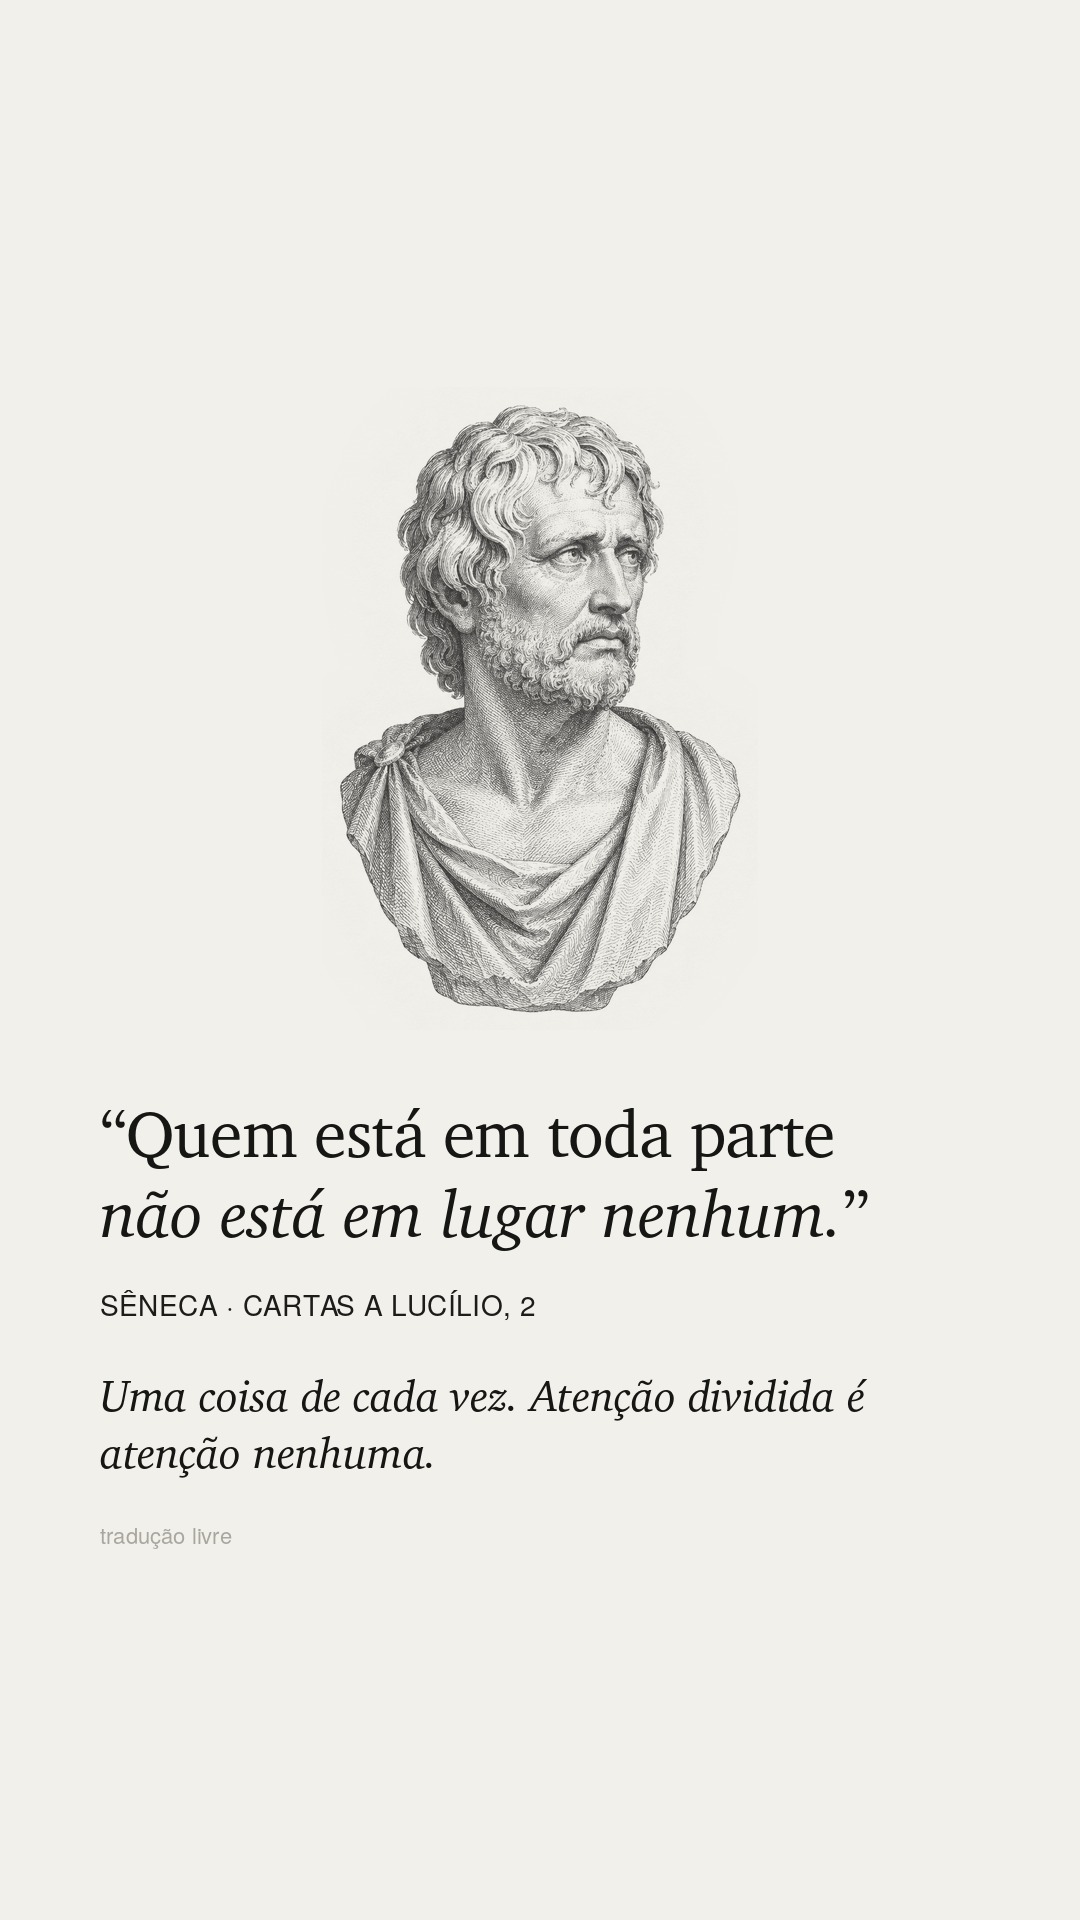 “Quem está em toda parte
não está em lugar nenhum.”
SÊNECA · CARTAS A LUCÍLIO, 2
Uma coisa de cada vez. Atenção dividida é
atenção nenhuma.
tradução livre